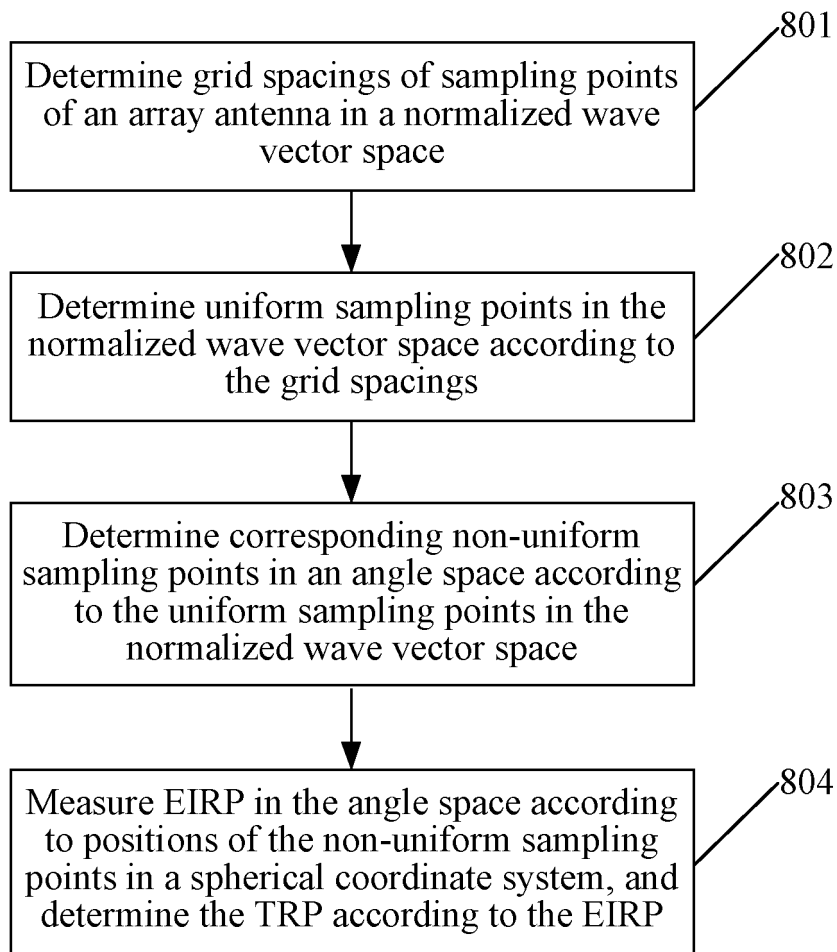 801
Determine grid spacings of sampling points
of an array antenna in a normalized wave
vector space
802
Determine uniform sampling points in the
normalized wave vector space according to
the grid spacings
803
Determine corresponding non-uniform
sampling points in an angle space according
to the uniform sampling points in the
normalized wave vector space
804
Measure EIRP in the angle space according
to positions of the non-uniform sampling
points in a spherical coordinate system, and
determine the TRP according to the EIRP